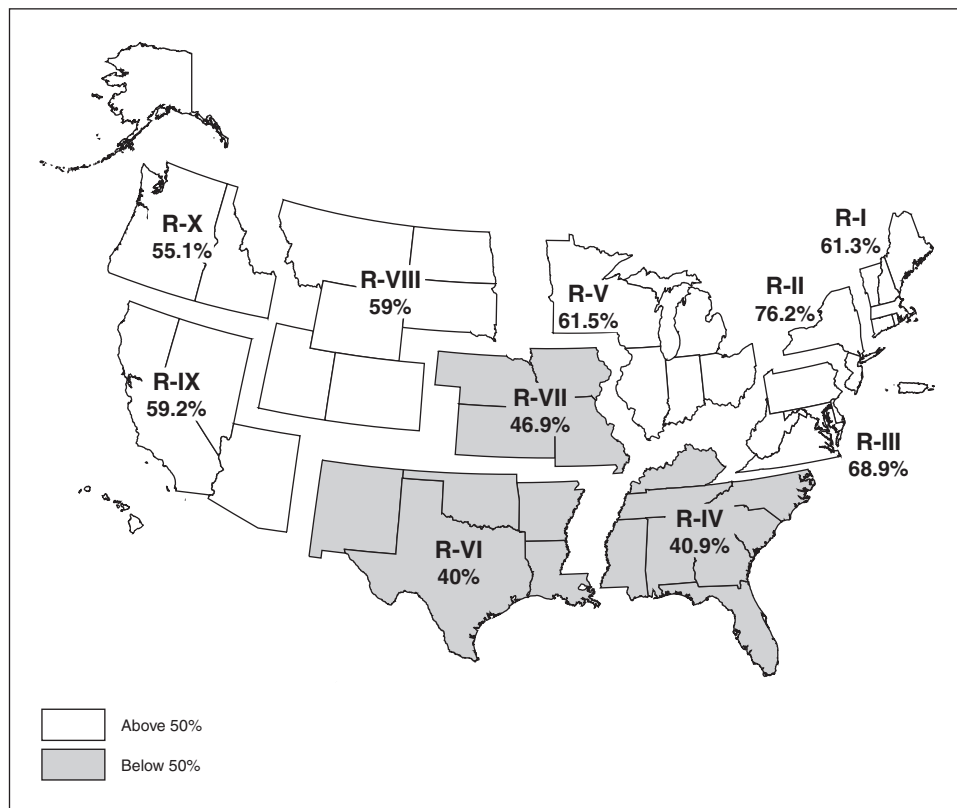 R-I
61.3%
R-X
55.1%
R-VIII
59%
R-II
76.2%
R-V
61.5%
R-IX
59.2%
R-VII
46.9%
R-III
68.9%
R-IV
40.9%
R-VI
40%
Above 50%
Below 50%